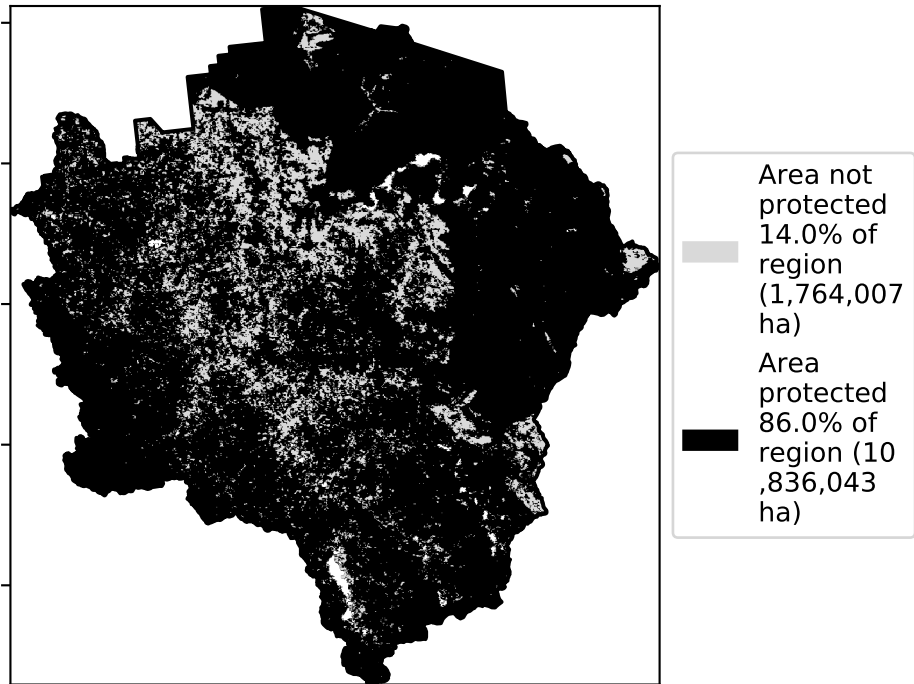 Area not
protected
14.0% of
region
(1,764,007
ha)
Area
protected
86.0% of
region (10
,836,043
ha)